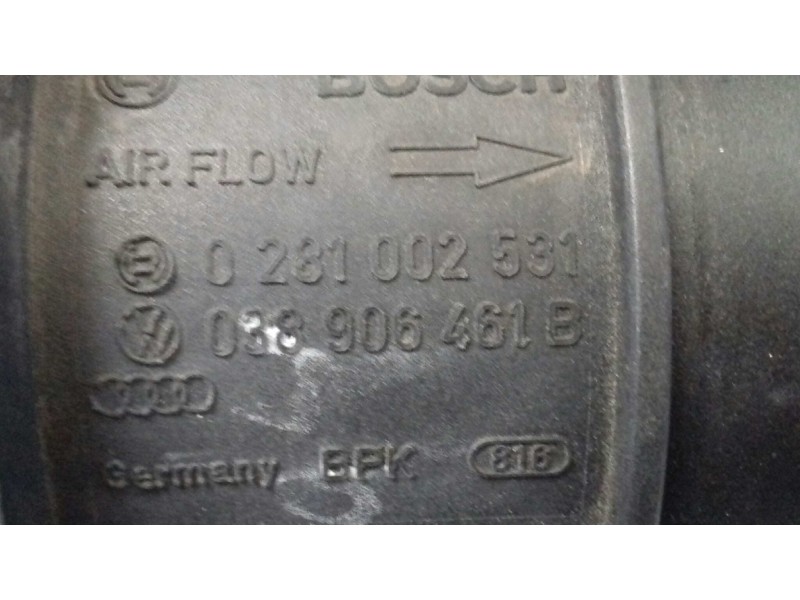 BOSCH
AIR FLOW
0 281 002 531
038 906 461 B
Germany BPK 816